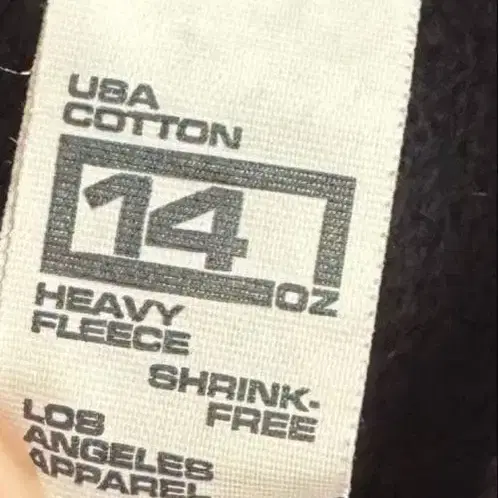 USA
COTTON
14
OZ
HEAVY
FLEECE
SHRINK-
FREE
LOS
ANGELES
APPAREL